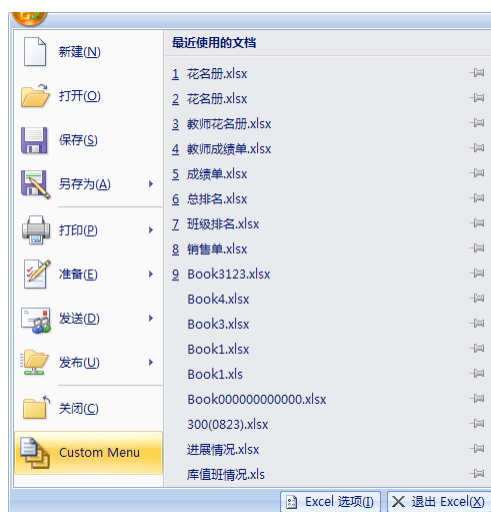 新建(N)
打开(O)
保存(S)
另存为(A)
打印(P)
准备(E)
发送(D)
发布(U)
关闭(C)
Custom Menu
最近使用的文档
1 花名册.xlsx
2 花名册.xlsx
3 教师花名册.xlsx
4 教师成绩单.xlsx
5 成绩单.xlsx
6 总排名.xlsx
7 班级排名.xlsx
8 销售单.xlsx
9 Book3123.xlsx
Book4.xlsx
Book3.xlsx
Book1.xlsx
Book1.xls
Book000000000000.xlsx
300(0823).xlsx
进展情况.xlsx
库值班情况.xls
Excel 选项(I) 退出 Excel(X)